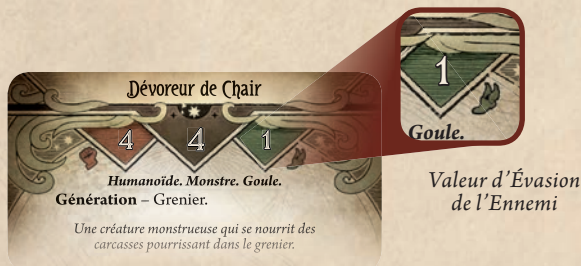 Dévoreur de Chair
4 4 1
Humanoïde. Monstre. Goule.
Génération – Grenier.
Une créature monstrueuse qui se nourrit des
carcasses pourrissant dans le grenier.
1
Goule.
Valeur d'Évasion
de l'Ennemi